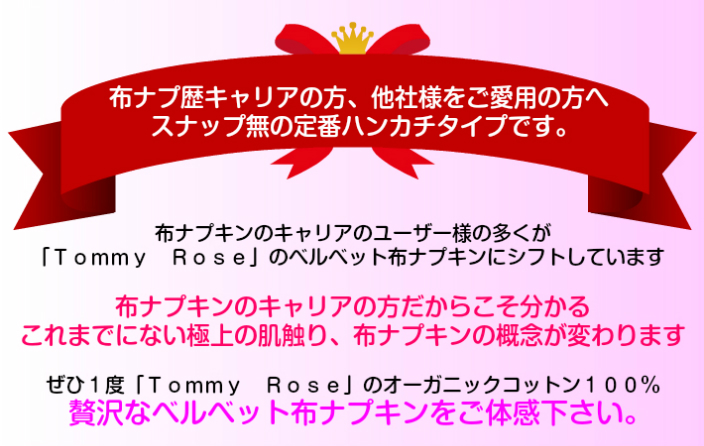 布ナプ歴キャリアの方、他社様をご愛用の方へ
スナップ無の定番ハンカチタイプです。
布ナプキンのキャリアのユーザー様の多くが
「Ｔｏｍｍｙ　Ｒｏｓｅ」のベルベット布ナプキンにシフトしています
布ナプキンのキャリアの方だからこそ分かる
これまでにない極上の肌触り、布ナプキンの概念が変わります
ぜひ１度「Ｔｏｍｍｙ　Ｒｏｓｅ」のオーガニックコットン１００％
贅沢なベルベット布ナプキンをご体感下さい。